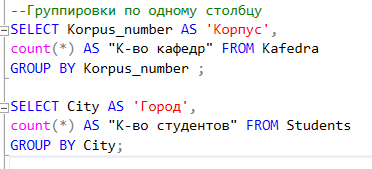 --Группировки по одному столбцу
SELECT Korpus_number AS 'Корпус',
count(*) AS "К-во кафедр" FROM Kafedra
GROUP BY Korpus_number ;
SELECT City AS 'Город',
count(*) AS "К-во студентов" FROM Students
GROUP BY City;